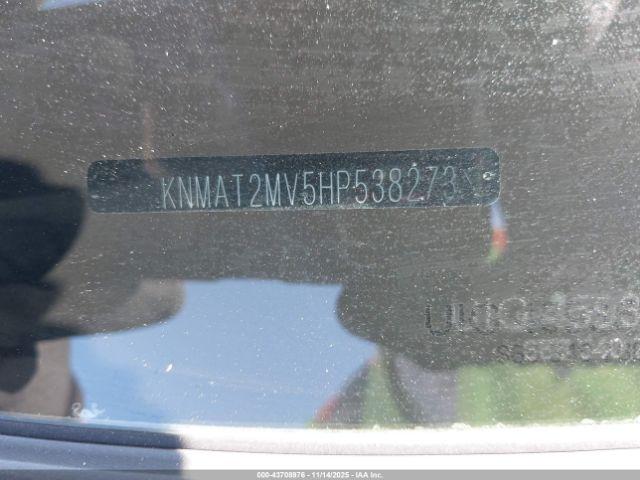 KNMAT2MV5HP538273
000-43708976 - 11/14/2025 - IAA Inc.